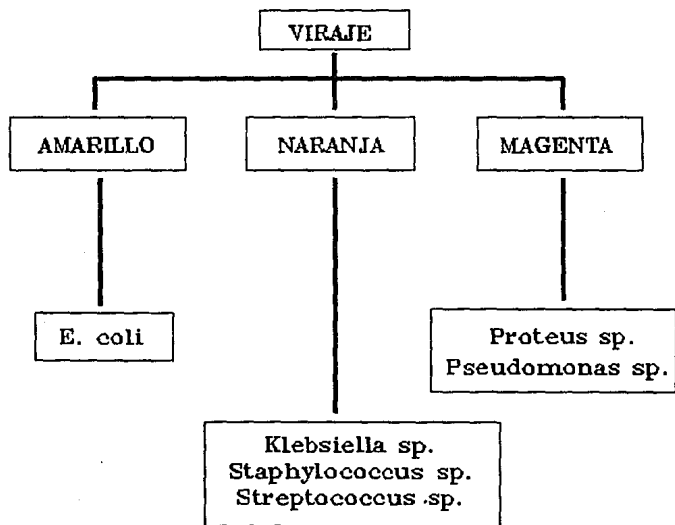 VIRAJE
AMARILLO
NARANJA
MAGENTA
E. coli
Proteus sp.
Pseudomonas sp.
Klebsiella sp.
Staphylococcus sp.
Streptococcus sp.